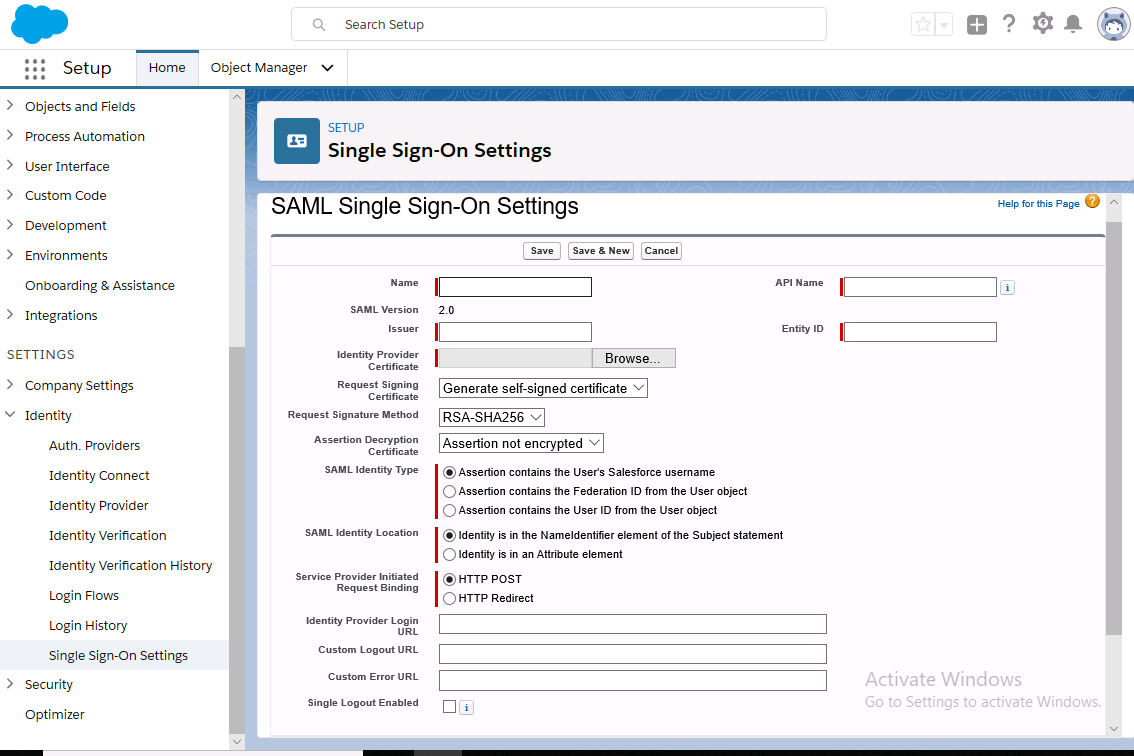 Search Setup
Setup
Home
Object Manager
Objects and Fields
Process Automation
User Interface
Custom Code
Development
Environments
Onboarding & Assistance
Integrations
SETTINGS
Company Settings
Identity
Auth. Providers
Identity Connect
Identity Provider
Identity Verification
Identity Verification History
Login Flows
Login History
Single Sign-On Settings
Security
Optimizer
SETUP
Single Sign-On Settings
SAML Single Sign-On Settings
Help for this Page ?
Save
Save & New
Cancel
Name
API Name
i
SAML Version 2.0
Issuer
Entity ID
Identity Provider
Certificate
Browse...
Request Signing
Certificate
Generate self-signed certificate
Request Signature Method
RSA-SHA256
Assertion Decryption
Certificate
Assertion not encrypted
SAML Identity Type
Assertion contains the User's Salesforce username
Assertion contains the Federation ID from the User object
Assertion contains the User ID from the User object
SAML Identity Location
Identity is in the NameIdentifier element of the Subject statement
Identity is in an Attribute element
Service Provider Initiated
Request Binding
HTTP POST
HTTP Redirect
Identity Provider Login
URL
Custom Logout URL
Custom Error URL
Single Logout Enabled
i
Activate Windows
Go to Settings to activate Windows.